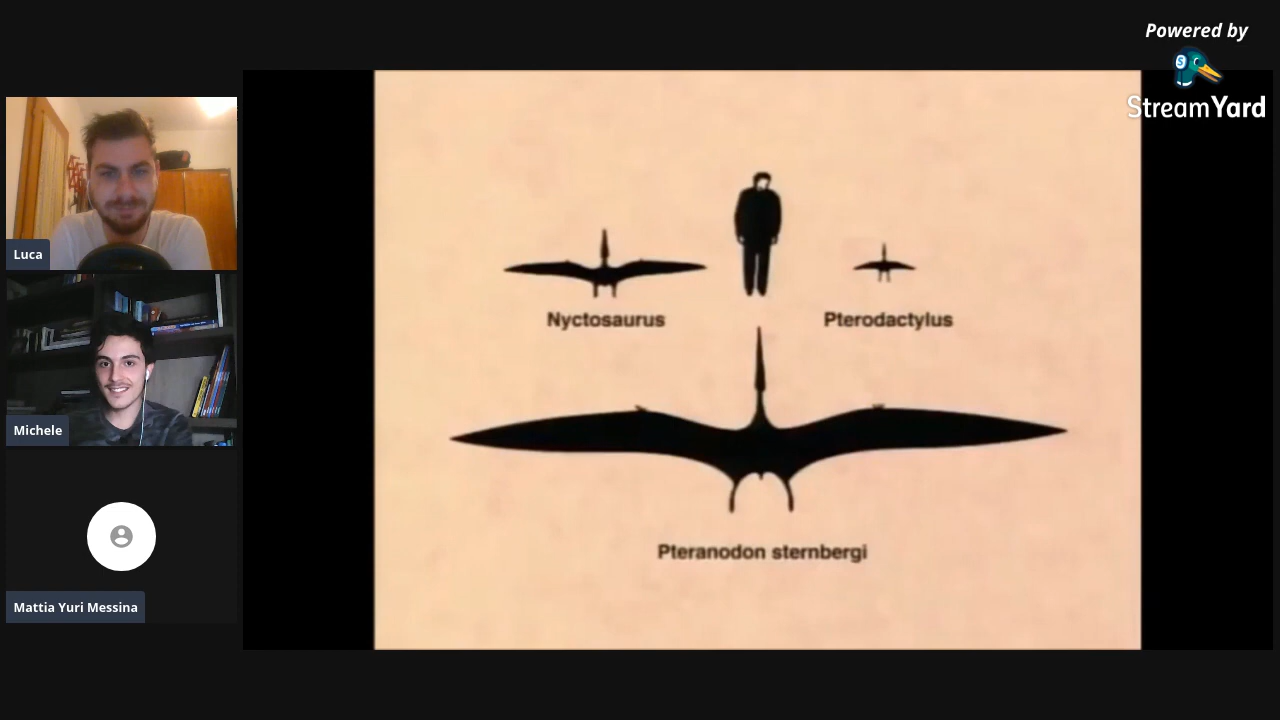 Powered by
StreamYard
Luca
Michele
Mattia Yuri Messina
Nyctosaurus
Pterodactylus
Pteranodon sternbergi